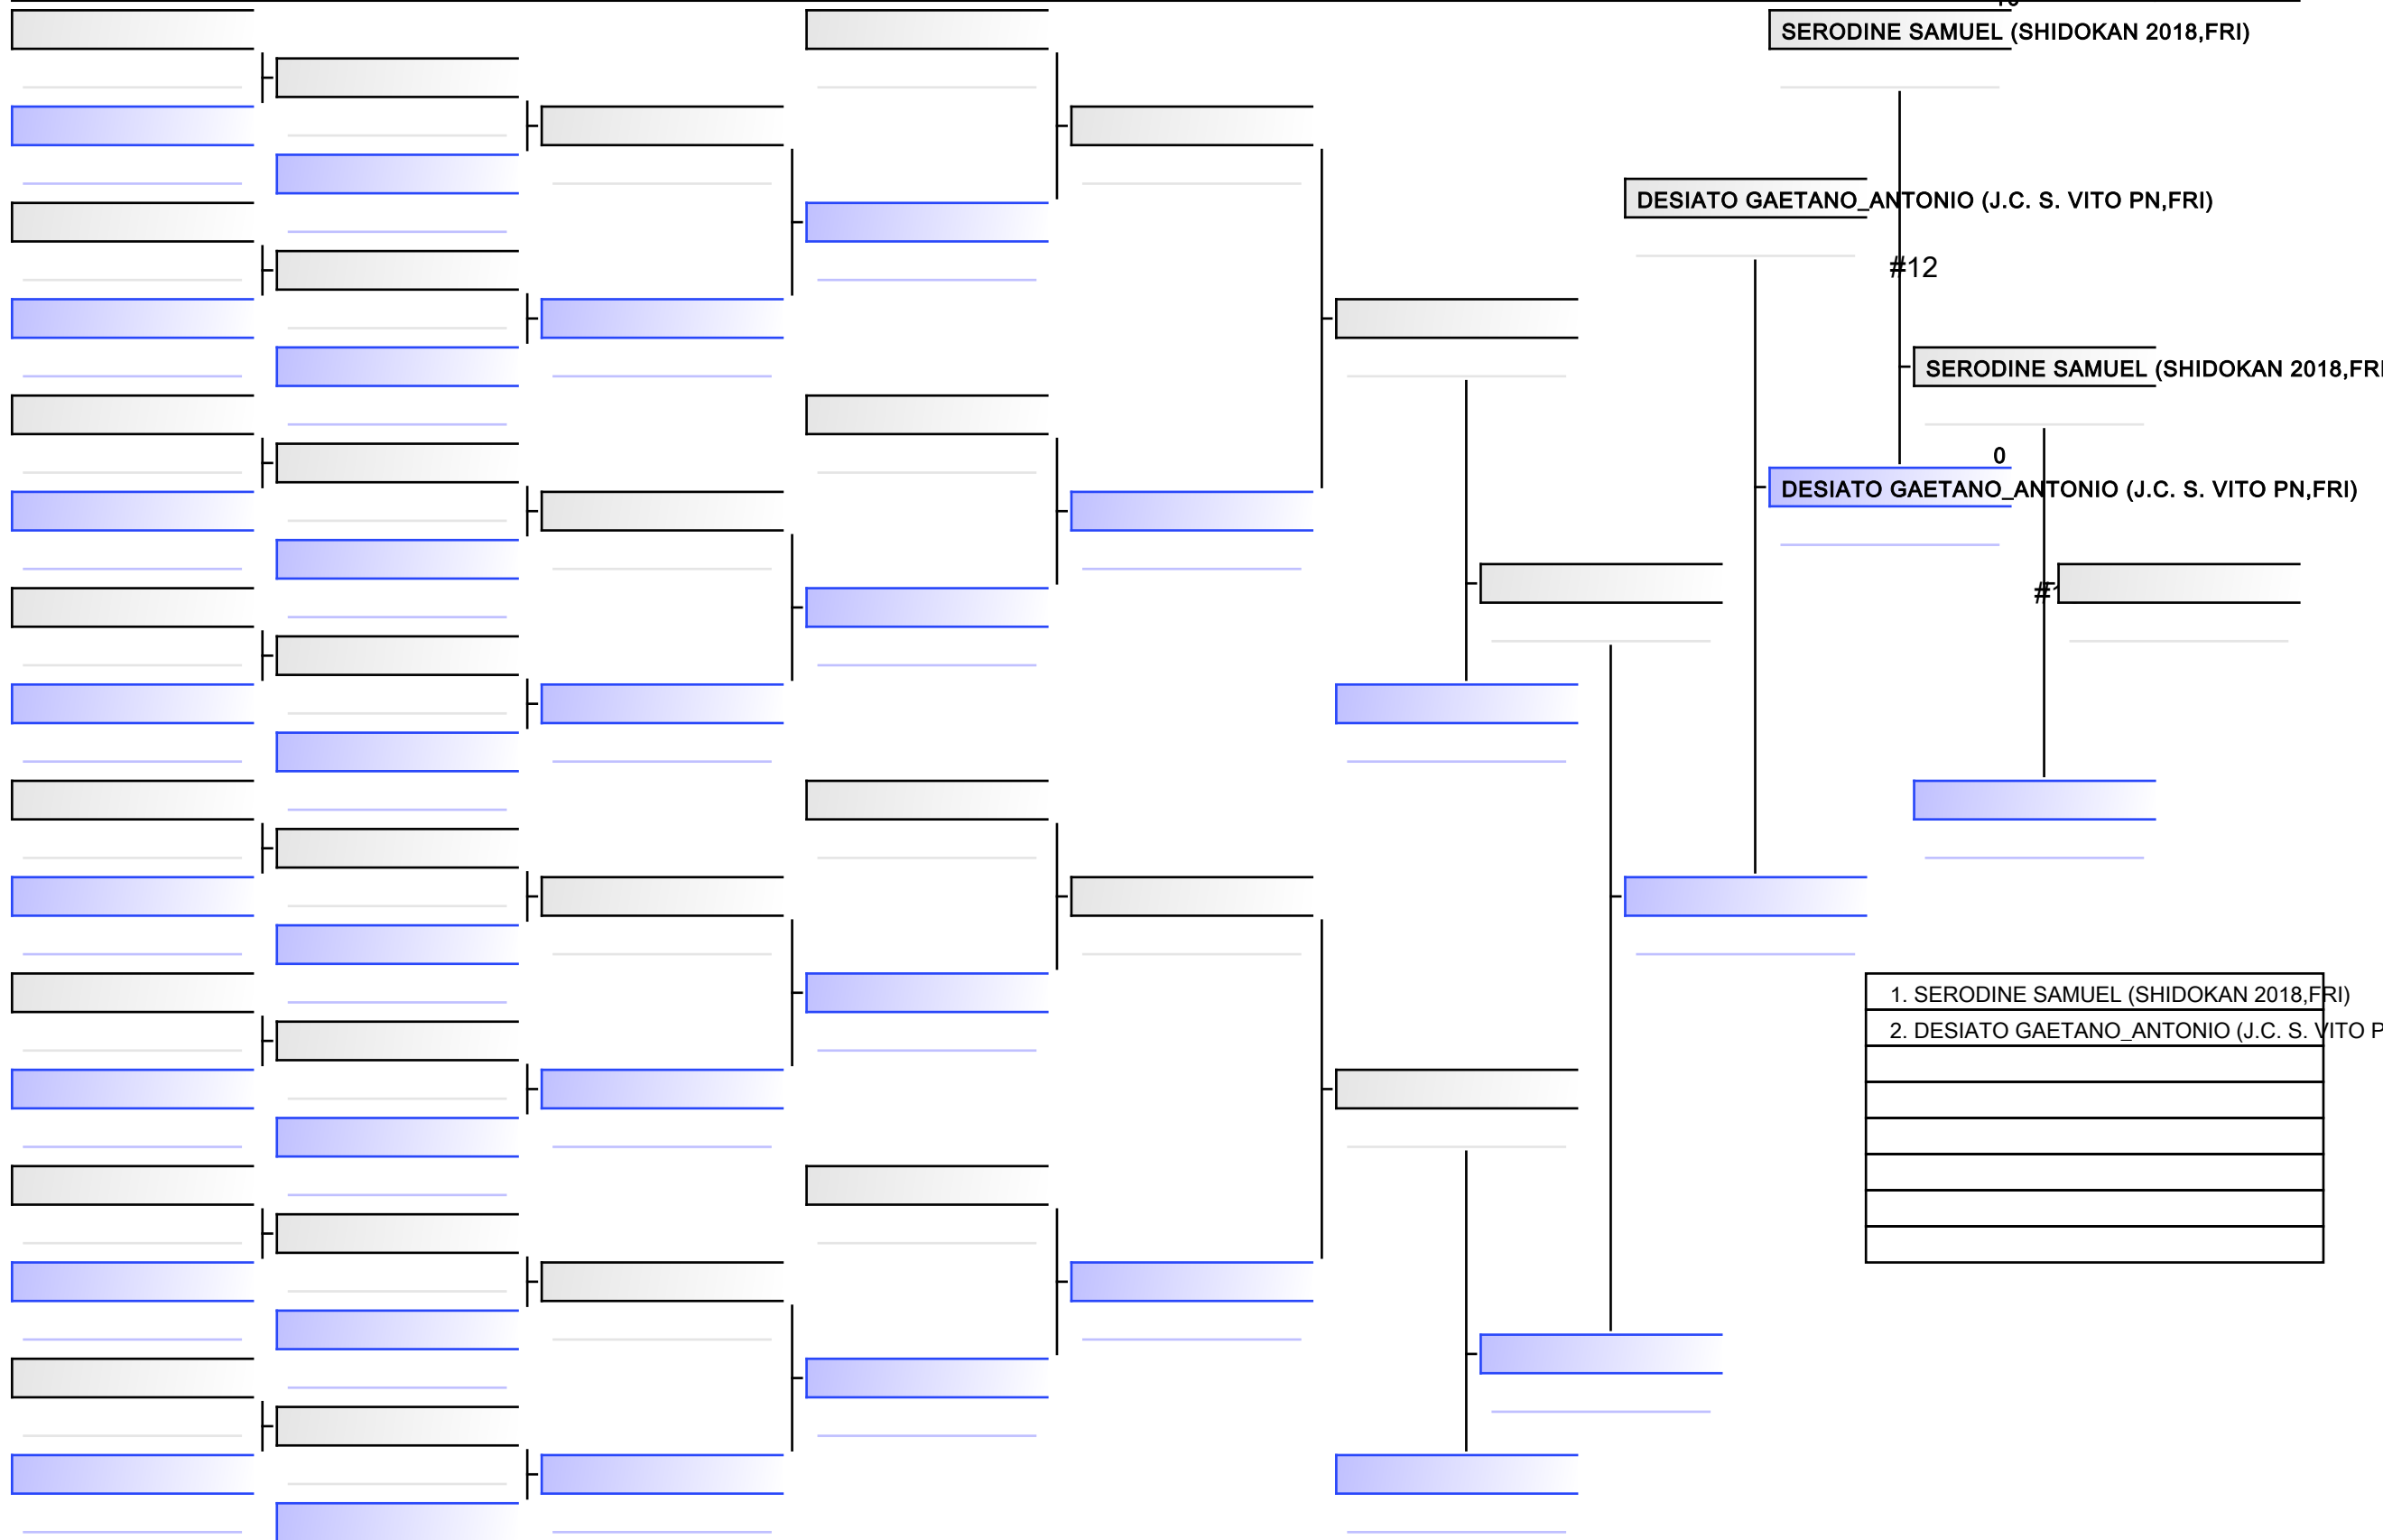 SERODINE SAMUEL (SHIDOKAN 2018,FRI)
DESIATO GAETANO_ANTONIO (J.C. S. VITO PN,FRI)
#12
SERODINE SAMUEL (SHIDOKAN 2018,FRI
0
DESIATO GAETANO_ANTONIO (J.C. S. VITO PN,FRI)
1. SERODINE SAMUEL (SHIDOKAN 2018,FRI)
2. DESIATO GAETANO_ANTONIO (J.C. S. VITO P